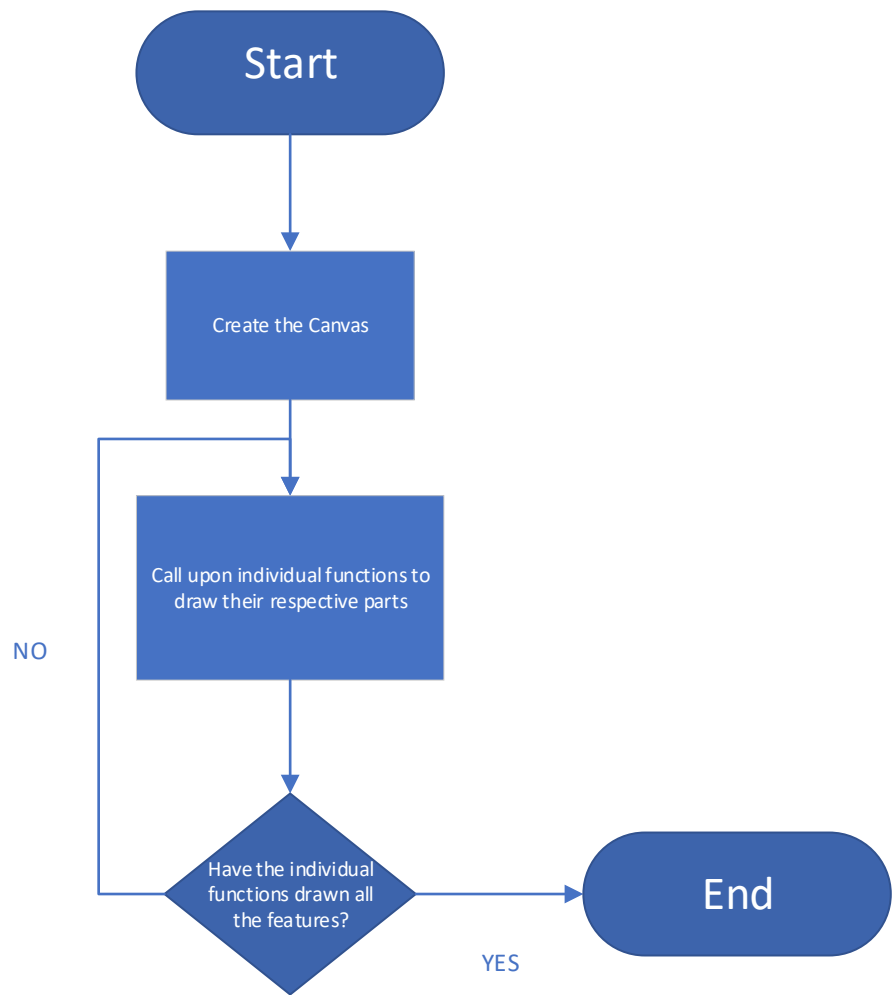 Start
Create the Canvas
Call upon individual functions to
draw their respective parts
NO
Have the individual
functions drawn all
the features?
End
YES